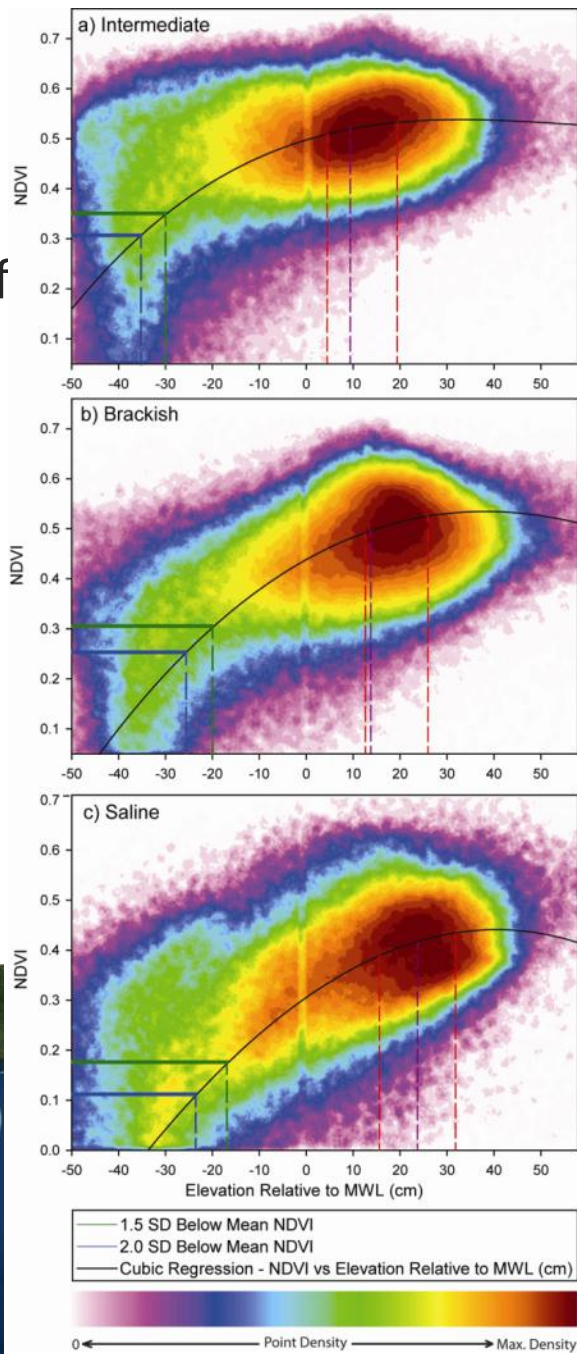 a) Intermediate
0.7
0.6
0.5
0.4
0.3
0.2
0.1
NDVI
f
-50 -40 -30 -20 -10 0 10 20 30 40 50
b) Brackish
0.7
0.6
0.5
0.4
0.3
0.2
0.1
NDVI
-50 -40 -30 -20 -10 0 10 20 30 40 50
c) Saline
0.7
0.6
0.5
0.4
0.3
0.2
0.1
0.0
NDVI
-50 -40 -30 -20 -10 0 10 20 30 40 50
Elevation Relative to MWL (cm)
1.5 SD Below Mean NDVI
2.0 SD Below Mean NDVI
Cubic Regression - NDVI vs Elevation Relative to MWL (cm)
0 Point Density Max. Density